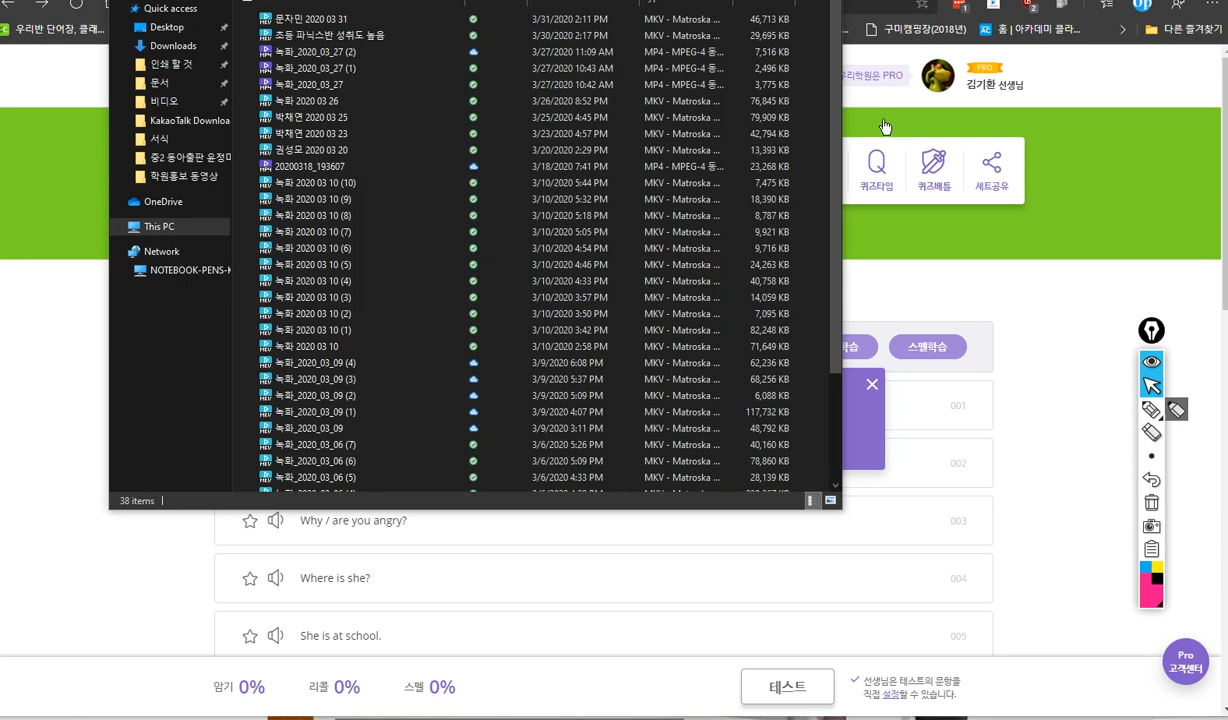 우리반 단어장, 클래...
구미캠핑장(2018년)
홈 | 아카데미 클라...
다른 즐겨찾기
Quick access
Desktop
Downloads
인쇄 할 것
문서
비디오
KakaoTalk Downloa
서식
중2 동아출판 윤정미
학원홍보 동영상
OneDrive
This PC
Network
NOTEBOOK-PENS-K
문자민 2020 03 31 3/31/2020 2:11 PM MKV - Matroska ... 46,713 KB
초등 파닉스반 성취도 높음 3/30/2020 2:17 PM MKV - Matroska ... 29,695 KB
녹화_2020_03_27 (2) 3/27/2020 11:09 AM MP4 - MPEG-4 동... 7,516 KB
녹화_2020_03_27 (1) 3/27/2020 10:43 AM MP4 - MPEG-4 동... 2,496 KB
녹화_2020_03_27 3/27/2020 10:42 AM MP4 - MPEG-4 동... 3,775 KB
녹화 2020 03 26 3/26/2020 8:52 PM MKV - Matroska ... 76,845 KB
박재연 2020 03 25 3/25/2020 4:45 PM MKV - Matroska ... 79,909 KB
박재연 2020 03 23 3/23/2020 4:57 PM MKV - Matroska ... 42,794 KB
권성모 2020 03 20 3/20/2020 2:29 PM MKV - Matroska ... 13,393 KB
20200318_193607 3/18/2020 7:41 PM MP4 - MPEG-4 동... 23,268 KB
녹화 2020 03 10 (10) 3/10/2020 5:44 PM MKV - Matroska ... 7,475 KB
녹화 2020 03 10 (9) 3/10/2020 5:32 PM MKV - Matroska ... 18,390 KB
녹화 2020 03 10 (8) 3/10/2020 5:18 PM MKV - Matroska ... 8,787 KB
녹화 2020 03 10 (7) 3/10/2020 5:05 PM MKV - Matroska ... 9,921 KB
녹화 2020 03 10 (6) 3/10/2020 4:54 PM MKV - Matroska ... 9,716 KB
녹화 2020 03 10 (5) 3/10/2020 4:46 PM MKV - Matroska ... 24,263 KB
녹화 2020 03 10 (4) 3/10/2020 4:33 PM MKV - Matroska ... 40,758 KB
녹화 2020 03 10 (3) 3/10/2020 3:57 PM MKV - Matroska ... 14,059 KB
녹화 2020 03 10 (2) 3/10/2020 3:50 PM MKV - Matroska ... 7,095 KB
녹화 2020 03 10 (1) 3/10/2020 3:42 PM MKV - Matroska ... 82,248 KB
녹화 2020 03 10 3/10/2020 2:58 PM MKV - Matroska ... 71,649 KB
녹화_2020_03_09 (4) 3/9/2020 6:08 PM MKV - Matroska ... 62,236 KB
녹화_2020_03_09 (3) 3/9/2020 5:37 PM MKV - Matroska ... 68,256 KB
녹화_2020_03_09 (2) 3/9/2020 5:09 PM MKV - Matroska ... 6,088 KB
녹화_2020_03_09 (1) 3/9/2020 4:07 PM MKV - Matroska ... 117,732 KB
녹화_2020_03_09 3/9/2020 3:11 PM MKV - Matroska ... 48,792 KB
녹화_2020_03_06 (7) 3/6/2020 5:26 PM MKV - Matroska ... 40,160 KB
녹화_2020_03_06 (6) 3/6/2020 5:09 PM MKV - Matroska ... 78,860 KB
녹화_2020_03_06 (5) 3/6/2020 4:33 PM MKV - Matroska ... 28,139 KB
38 items
우리학원은 PRO
PRO
김기환 선생님
퀴즈타임 퀴즈배틀 세트공유
학습 스펠학습
001
002
Why / are you angry? 003
Where is she? 004
She is at school. 005
암기 0% 리콜 0% 스펠 0%
테스트
선생님은 테스트의 문항을
직접 설정할 수 있습니다.
Pro
고객센터